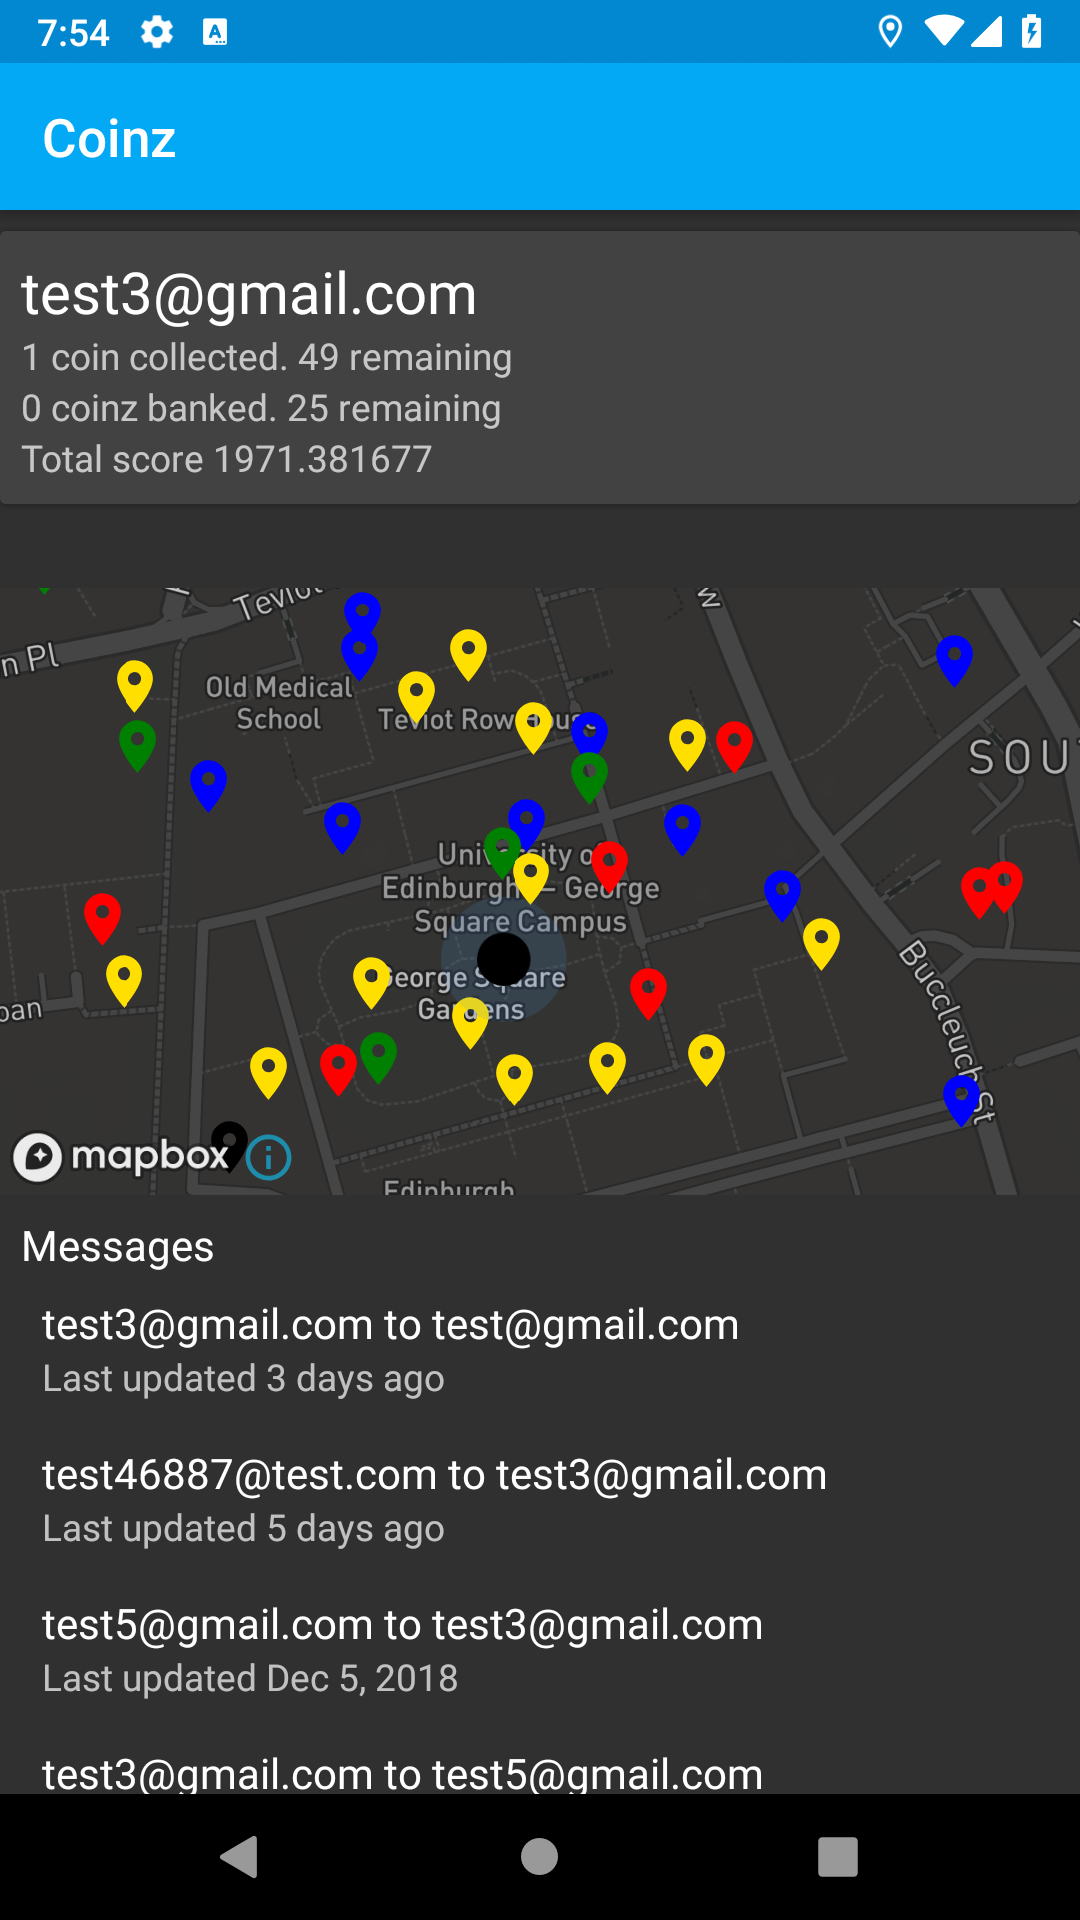 7:54
Coinz
test3@gmail.com
1 coin collected. 49 remaining
0 coinz banked. 25 remaining
Total score 1971.381677
Teviot
n Pl
W
Old Medical
School
Teviot Row House
SOU
University of
Edinburgh — George
Square Campus
George Square
Gardens
Buccleuch St
oan
mapbox
Edinburgh
Messages
test3@gmail.com to test@gmail.com
Last updated 3 days ago
test46887@test.com to test3@gmail.com
Last updated 5 days ago
test5@gmail.com to test3@gmail.com
Last updated Dec 5, 2018
test3@gmail.com to test5@gmail.com